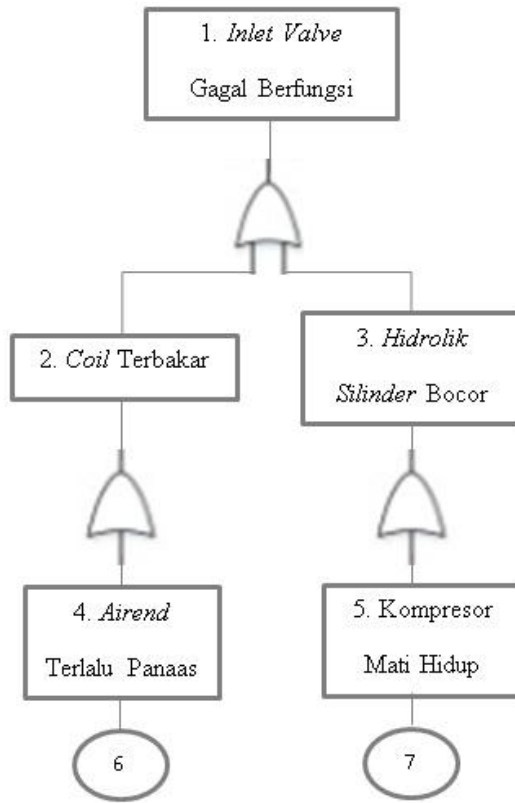 1. Inlet Valve
Gagal Berfungsi
2. Coil Terbakar
3. Hidrolik
Silinder Bocor
4. Airend
Terlalu Panaas
5. Kompresor
Mati Hidup
6
7